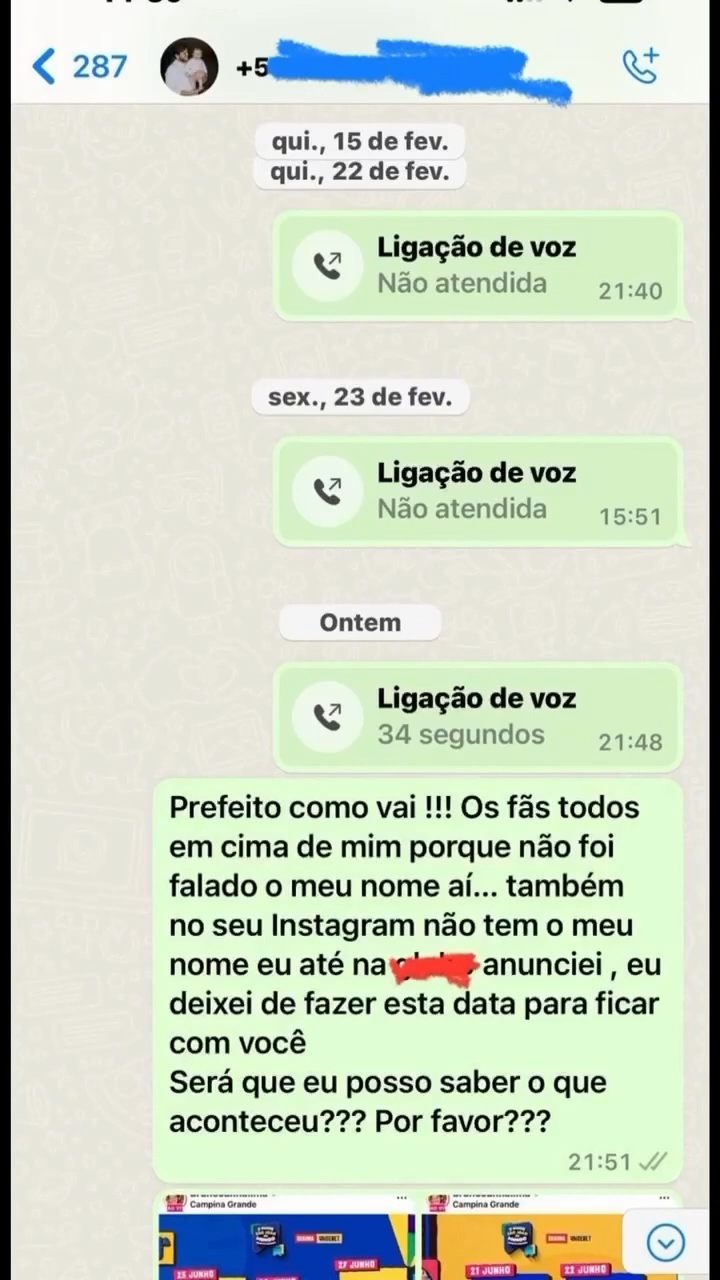 287
+5
qui., 15 de fev.
qui., 22 de fev.
Ligação de voz
Não atendida
21:40
sex., 23 de fev.
Ligação de voz
Não atendida
15:51
Ontem
Ligação de voz
34 segundos
21:48
Prefeito como vai !!! Os fãs todos
em cima de mim porque não foi
falado o meu nome aí... também
no seu Instagram não tem o meu
nome eu até na anunciei , eu
deixei de fazer esta data para ficar
com você
Será que eu posso saber o que
aconteceu??? Por favor???
21:51
Campina Grande
Campina Grande
25 JUNHO
27 JUNHO
21 JUNHO
22 JUNHO